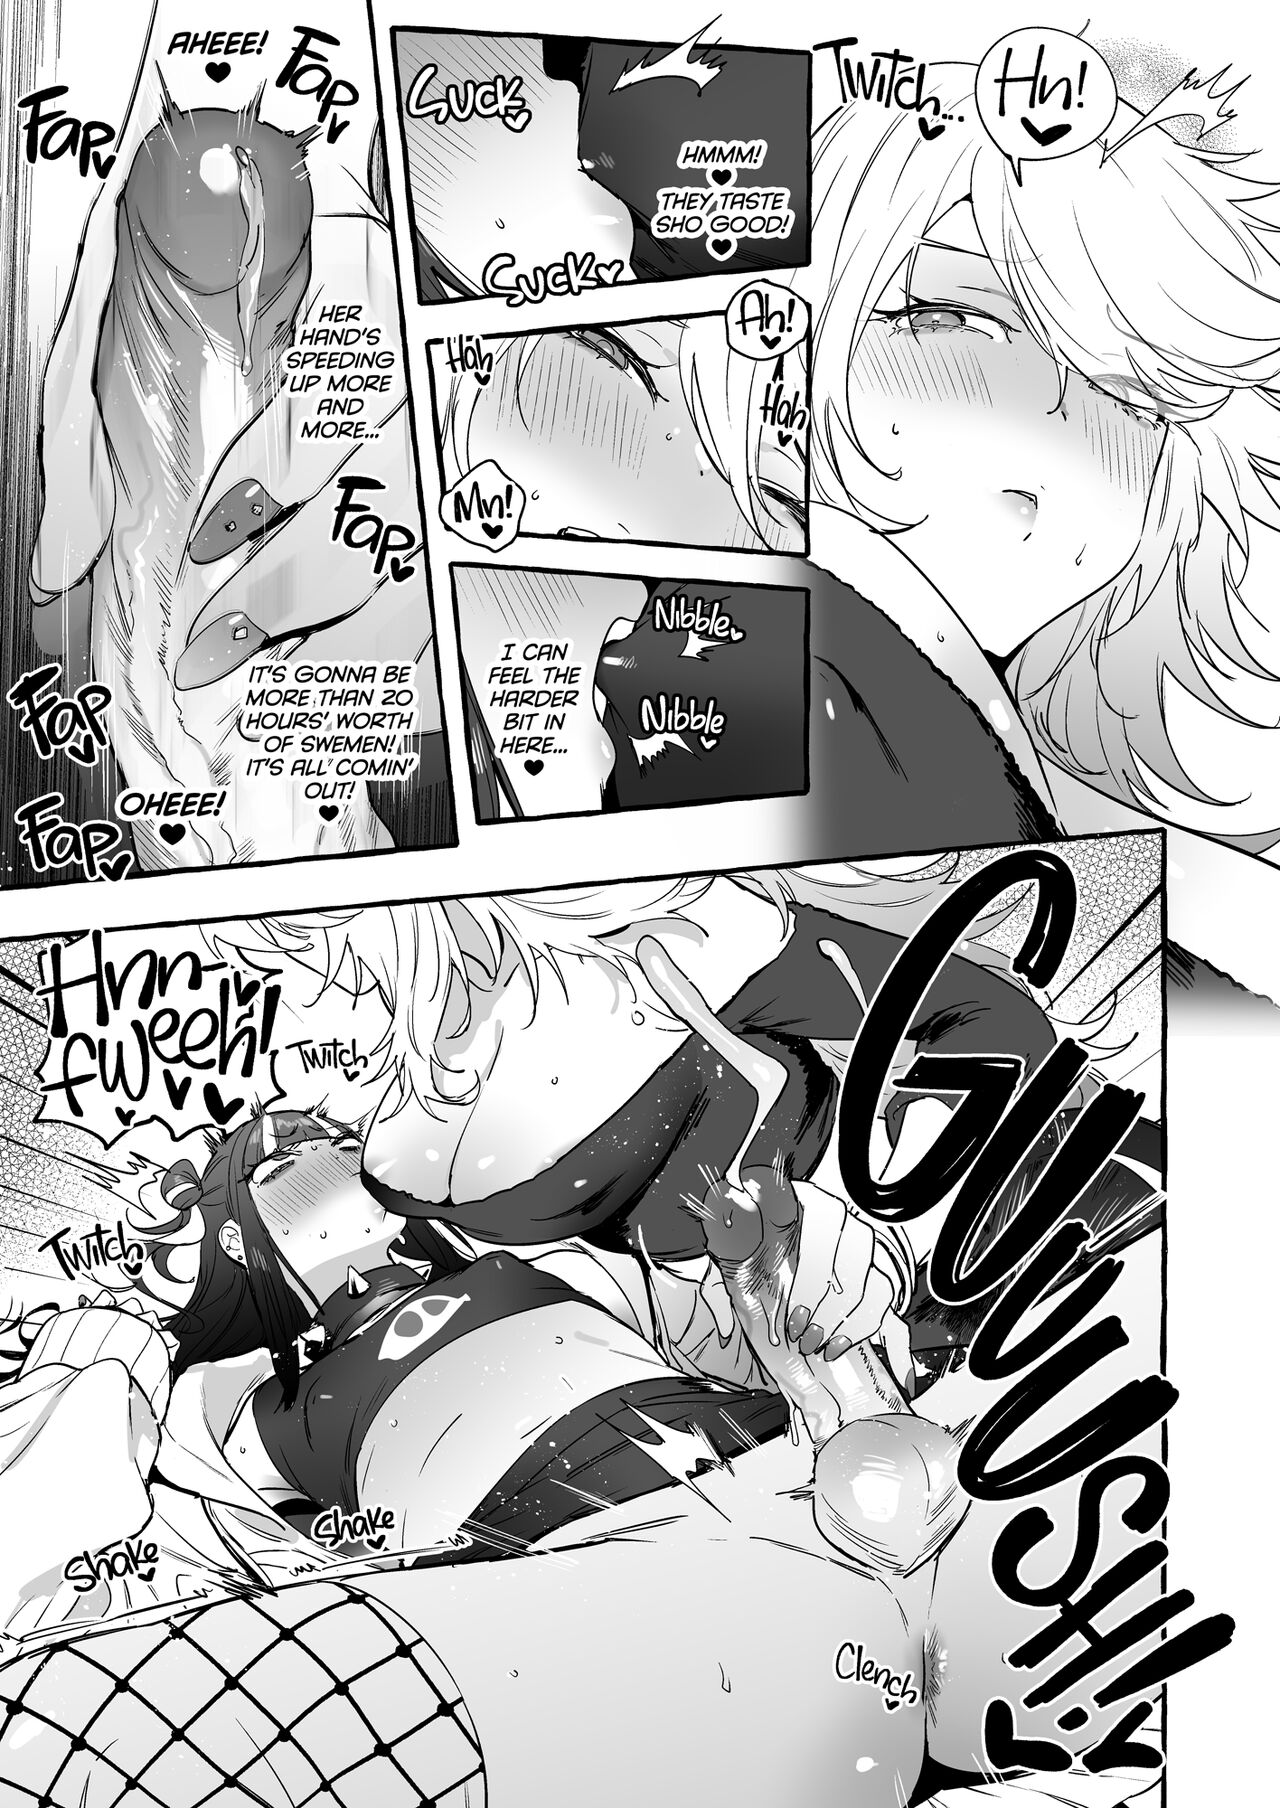 Hn!
Twitch...
Suck
HMMM!
THEY TASTE
SHO GOOD!
Suck
Ah!
Hah
Hah
Mn!
Nibble
I CAN
FEEL THE
HARDER
BIT IN
HERE...
Nibble
AHEEE!
Fap
Fap
HER
HAND'S
SPEEDING
UP MORE
AND
MORE...
Fap
IT'S GONNA BE
MORE THAN 20
HOURS' WORTH
OF SWEMEN!
IT'S ALL COMIN'
OUT!
Fap
OHEEE!
Fap
GUUUSH!
Hnn-
fweeh!
Twitch
Twitch
Shake
Shake
Clench